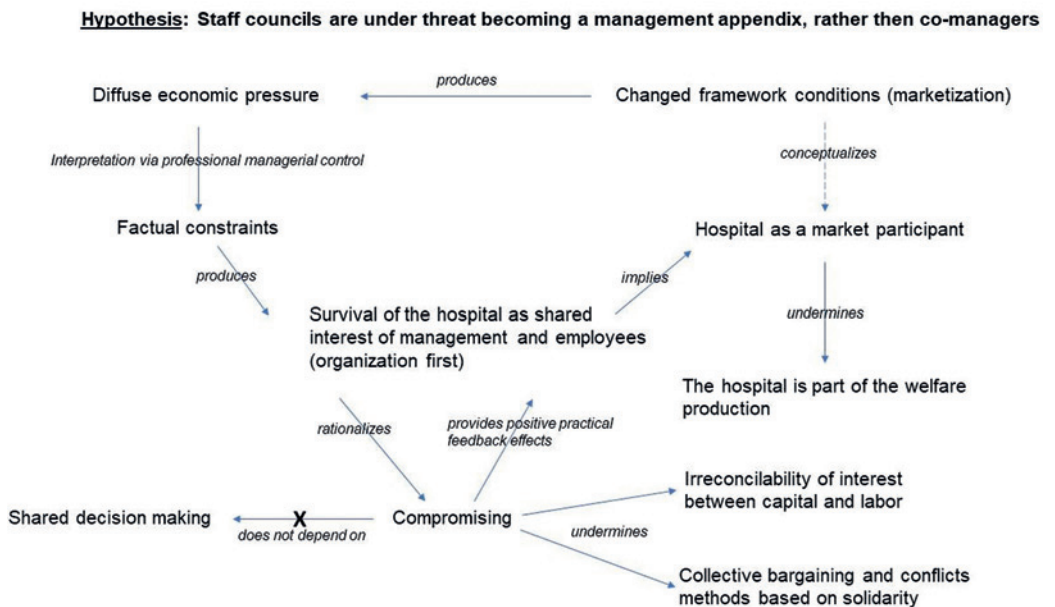 Hypothesis: Staff councils are under threat becoming a management appendix, rather then co-managers
produces
Diffuse economic pressure
Changed framework conditions (marketization)
Interpretation via professional managerial control
conceptualizes
Factual constraints
Hospital as a market participant
produces
implies
Survival of the hospital as shared
interest of management and employees
(organization first)
undermines
The hospital is part of the welfare
production
rationalizes
provides positive practical
feedback effects
Irreconcilability of interest
between capital and labor
Shared decision making
X
does not depend on
Compromising
undermines
Collective bargaining and conflicts
methods based on solidarity